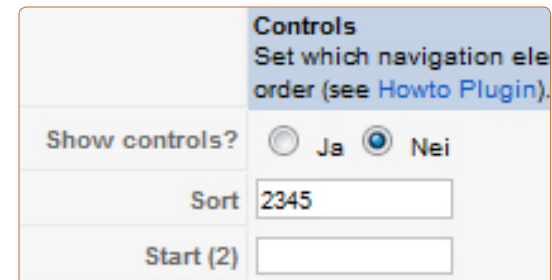 Controls
Set which navigation ele
order (see Howto Plugin).
Show controls? Ja Nei
Sort 2345
Start (2)